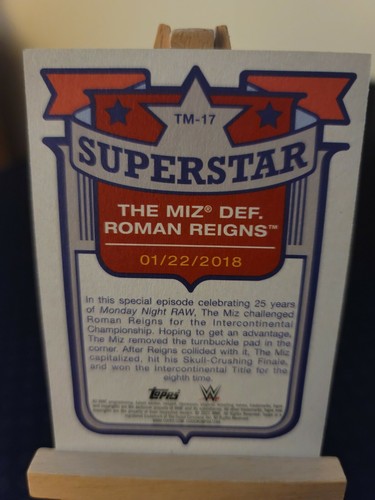 TM-17
SUPERSTAR
THE MIZ® DEF.
ROMAN REIGNS™
01/22/2018
In this special episode celebrating 25 years
of Monday Night RAW, The Miz challenged
Roman Reigns for the Intercontinental
Championship. Hoping to get an advantage,
The Miz removed the turnbuckle pad in the
corner. After Reigns collided with it, The Miz
capitalized, hit his Skull-Crushing Finale,
and won the Intercontinental Title for the
eighth time.
Topps W